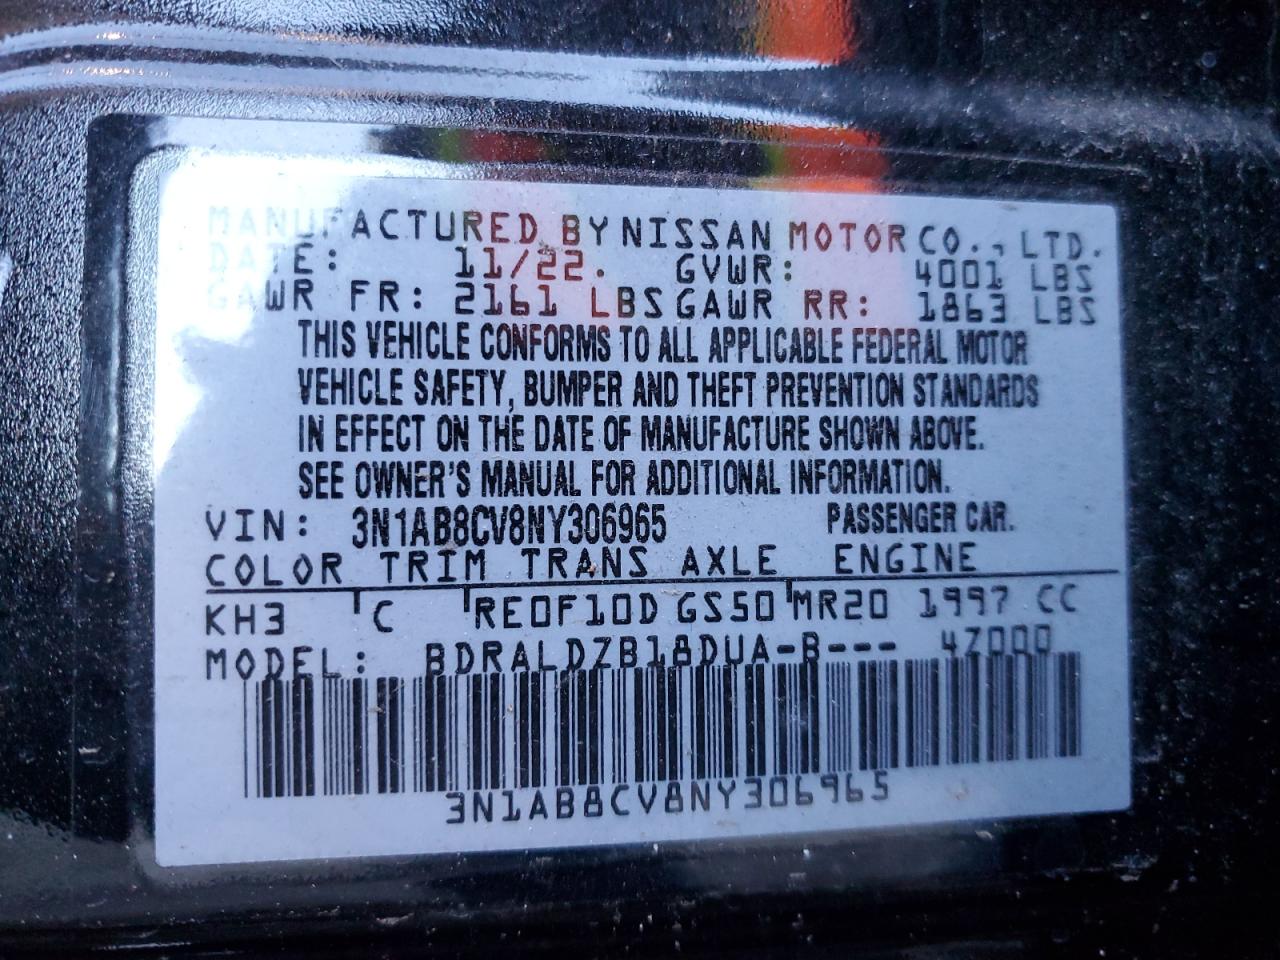 MANUFACTURED BY NISSAN MOTOR CO., LTD.
DATE: 11/22. GVWR: 4001 LBS
GAWR FR: 2161 LBS GAWR RR: 1863 LBS
THIS VEHICLE CONFORMS TO ALL APPLICABLE FEDERAL MOTOR
VEHICLE SAFETY, BUMPER AND THEFT PREVENTION STANDARDS
IN EFFECT ON THE DATE OF MANUFACTURE SHOWN ABOVE.
SEE OWNER'S MANUAL FOR ADDITIONAL INFORMATION.
VIN: 3N1AB8CV8NY306965 PASSENGER CAR.
COLOR TRIM TRANS AXLE ENGINE
KH3 C RE0F10D GS50 MR20 1997 CC
MODEL: BDRALDZB18DUA-B--- 4Z000
3N1AB8CV8NY306965